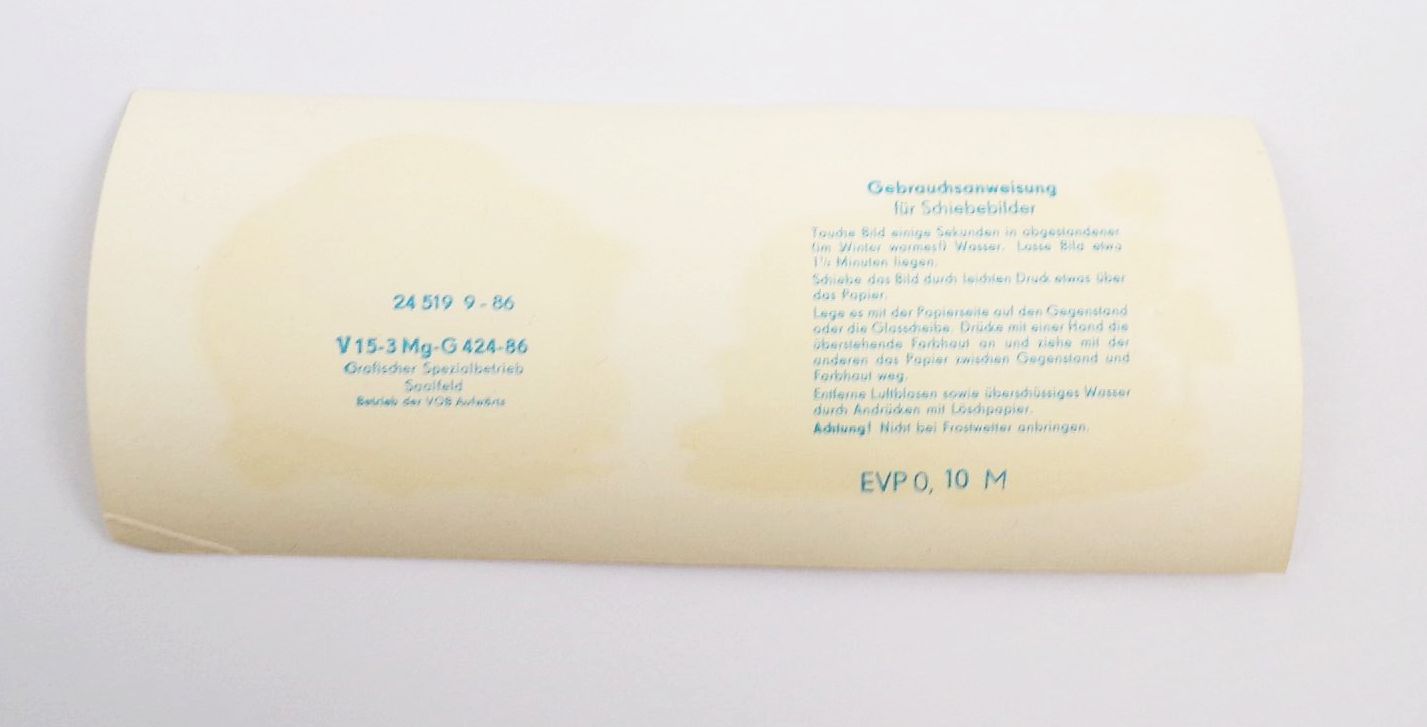 24 519 9-86
V 15-3 Mg-G 424-86
Grafischer Spezialbetrieb
Saalfeld
Betrieb der VOB Aufwärts
Gebrauchsanweisung
für Schiebebilder
Tauche Bild einige Sekunden in abgestandenes
(im Winter warmes!) Wasser. Lasse Bild etwa
1½ Minuten liegen.
Schiebe das Bild durch leichten Druck etwas über
das Papier.
Lege es mit der Papierseite auf den Gegenstand
oder die Glasscheibe. Drücke mit einer Hand die
überstehende Farbhaut an und ziehe mit der
anderen das Papier zwischen Gegenstand und
Farbhaut weg.
Entferne Luftblasen sowie überschüssiges Wasser
durch Andrücken mit Löschpapier.
Achtung! Nicht bei Frostwetter anbringen.
EVP 0, 10 M